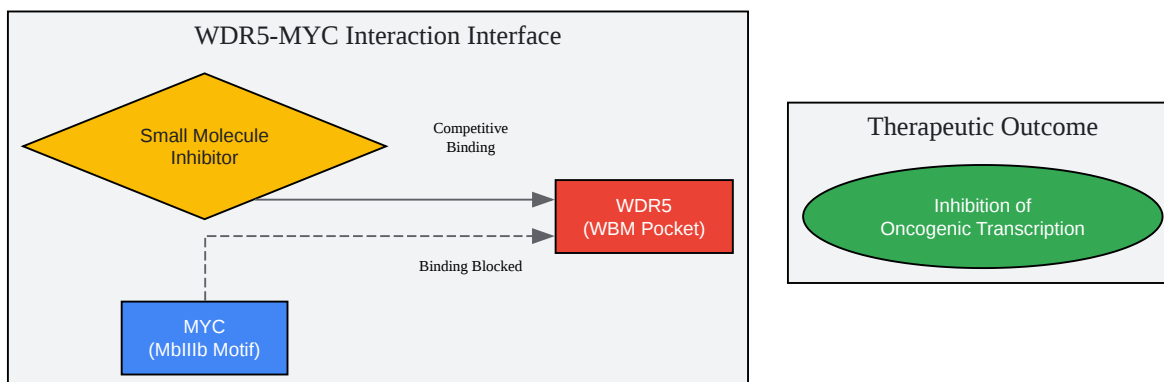 WDR5-MYC Interaction Interface
Small Molecule
Inhibitor
Competitive
Binding
WDR5
(WBM Pocket)
Binding Blocked
MYC
(MbIIIb Motif)
Therapeutic Outcome
Inhibition of
Oncogenic Transcription